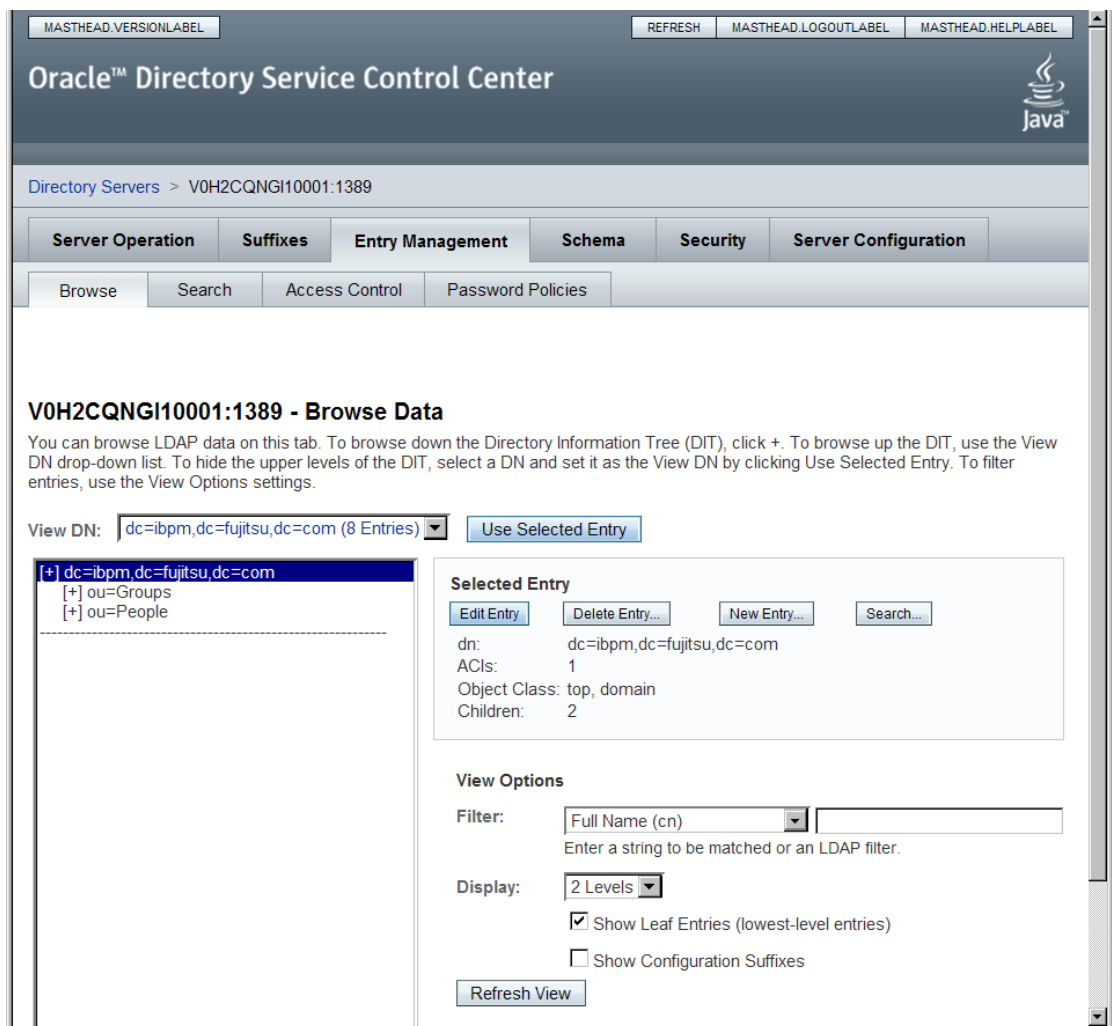 MASTHEAD.VERSIONLABEL REFRESH MASTHEAD.LOGOUTLABEL MASTHEAD.HELPLABEL
Oracle™ Directory Service Control Center
Java™
Directory Servers > V0H2CQNGI10001:1389
Server Operation Suffixes Entry Management Schema Security Server Configuration
Browse Search Access Control Password Policies
V0H2CQNGI10001:1389 - Browse Data
You can browse LDAP data on this tab. To browse down the Directory Information Tree (DIT), click +. To browse up the DIT, use the View
DN drop-down list. To hide the upper levels of the DIT, select a DN and set it as the View DN by clicking Use Selected Entry. To filter
entries, use the View Options settings.
View DN: dc=ibpm,dc=fujitsu,dc=com (8 Entries) Use Selected Entry
[+] dc=ibpm,dc=fujitsu,dc=com
[+] ou=Groups
[+] ou=People
----------------------------------------------------------------
Selected Entry
Edit Entry Delete Entry... New Entry... Search...
dn: dc=ibpm,dc=fujitsu,dc=com
ACIs: 1
Object Class: top, domain
Children: 2
View Options
Filter: Full Name (cn)
Enter a string to be matched or an LDAP filter.
Display: 2 Levels
Show Leaf Entries (lowest-level entries)
Show Configuration Suffixes
Refresh View